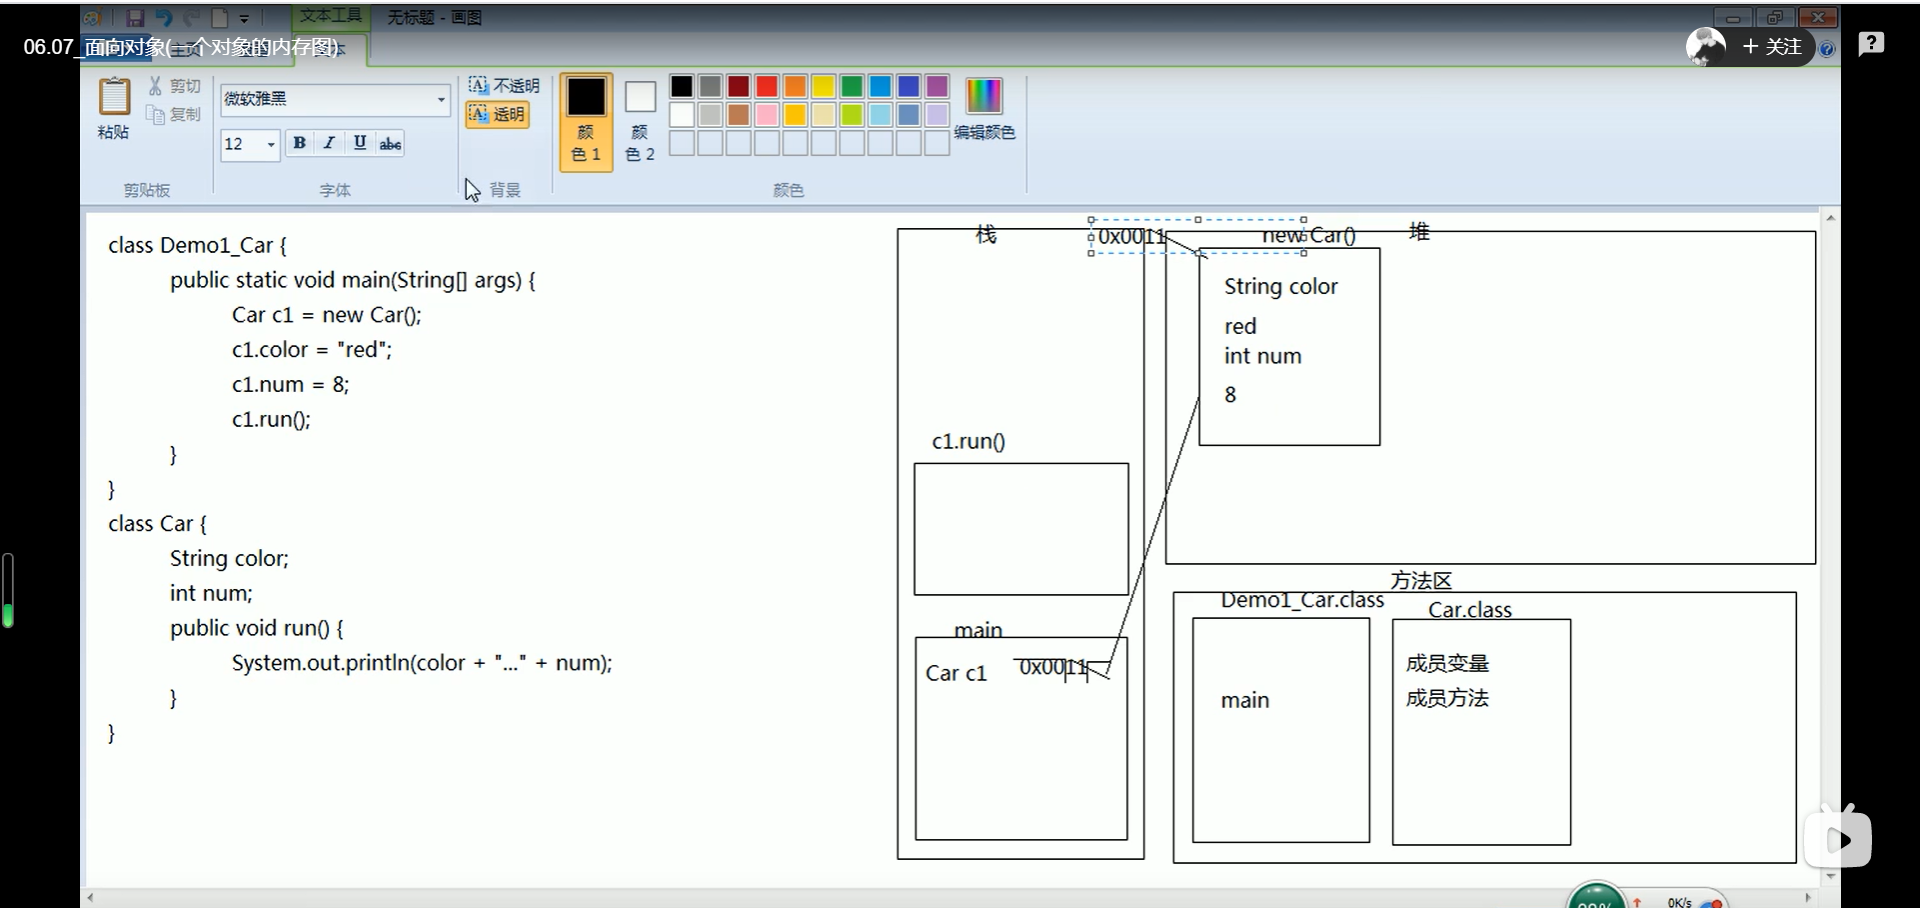 文本工具
无标题 - 画图
06.07_面向对象(一个对象的内存图)
+ 关注
粘贴
剪切
复制
剪贴板
微软雅黑
12
B I U abc
字体
不透明
透明
背景
颜色 1
颜色 2
编辑颜色
颜色
class Demo1_Car {
public static void main(String[] args) {
Car c1 = new Car();
c1.color = "red";
c1.num = 8;
c1.run();
}
}
class Car {
String color;
int num;
public void run() {
System.out.println(color + "..." + num);
}
}
栈
c1.run()
main
Car c1 0x0011
0x0011
new Car()
堆
String color
red
int num
8
方法区
Demo1_Car.class
main
Car.class
成员变量
成员方法
0K/s